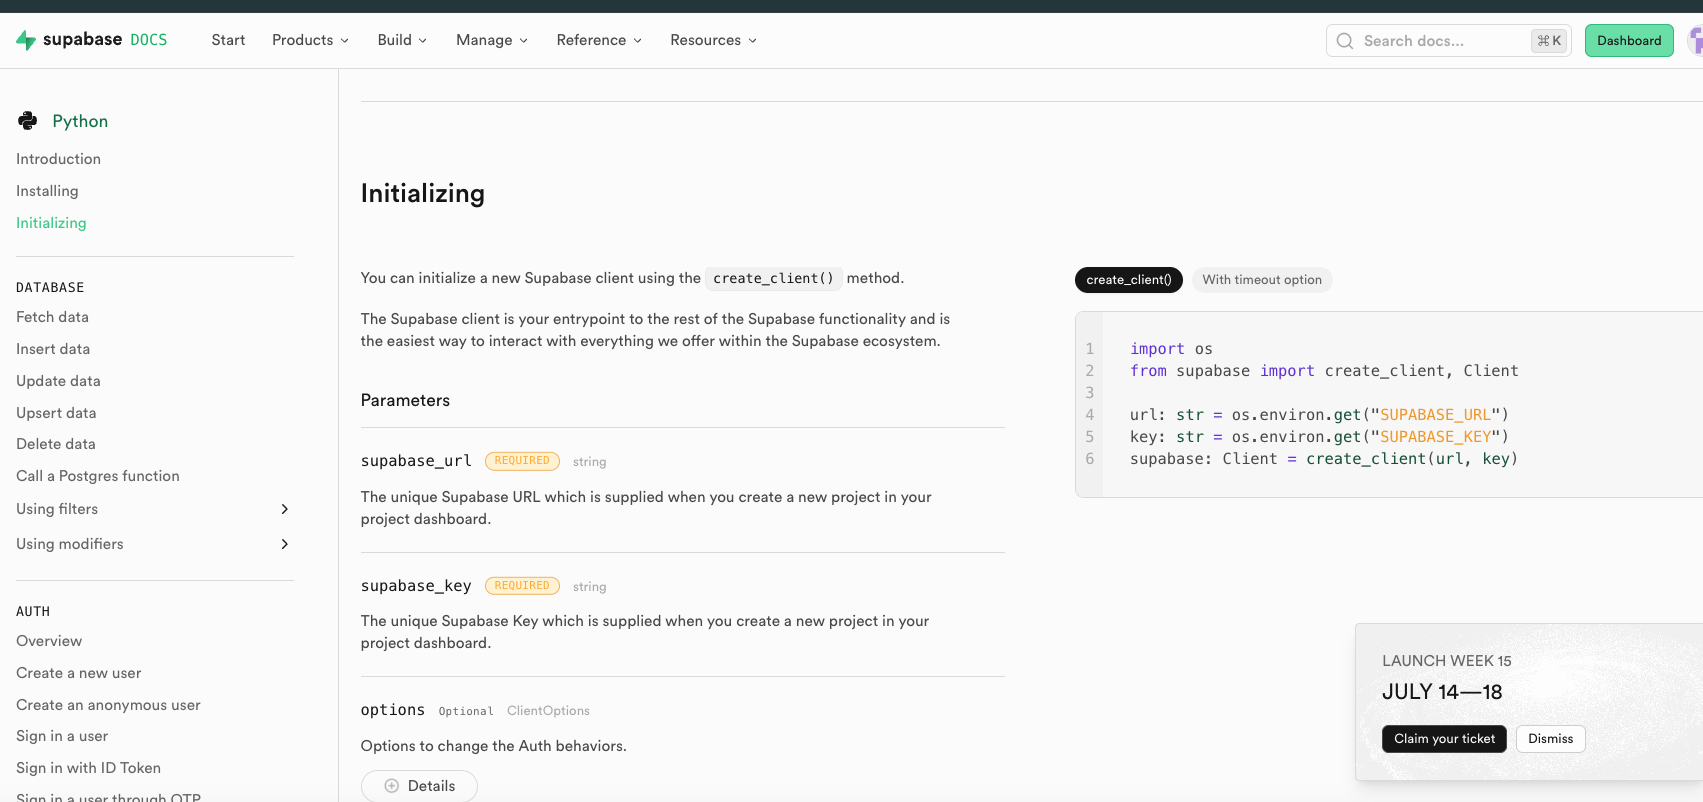 supabase DOCS
Start Products Build Manage Reference Resources
Search docs... ⌘K
Dashboard
Python
Introduction
Installing
Initializing
DATABASE
Fetch data
Insert data
Update data
Upsert data
Delete data
Call a Postgres function
Using filters
Using modifiers
AUTH
Overview
Create a new user
Create an anonymous user
Sign in a user
Sign in with ID Token
Sign in a user through OTP
Initializing
You can initialize a new Supabase client using the create_client() method.
The Supabase client is your entrypoint to the rest of the Supabase functionality and is
the easiest way to interact with everything we offer within the Supabase ecosystem.
Parameters
supabase_url REQUIRED string
The unique Supabase URL which is supplied when you create a new project in your
project dashboard.
supabase_key REQUIRED string
The unique Supabase Key which is supplied when you create a new project in your
project dashboard.
options Optional ClientOptions
Options to change the Auth behaviors.
Details
create_client() With timeout option
1 import os
2 from supabase import create_client, Client
3
4 url: str = os.environ.get("SUPABASE_URL")
5 key: str = os.environ.get("SUPABASE_KEY")
6 supabase: Client = create_client(url, key)
LAUNCH WEEK 15
JULY 14—18
Claim your ticket Dismiss